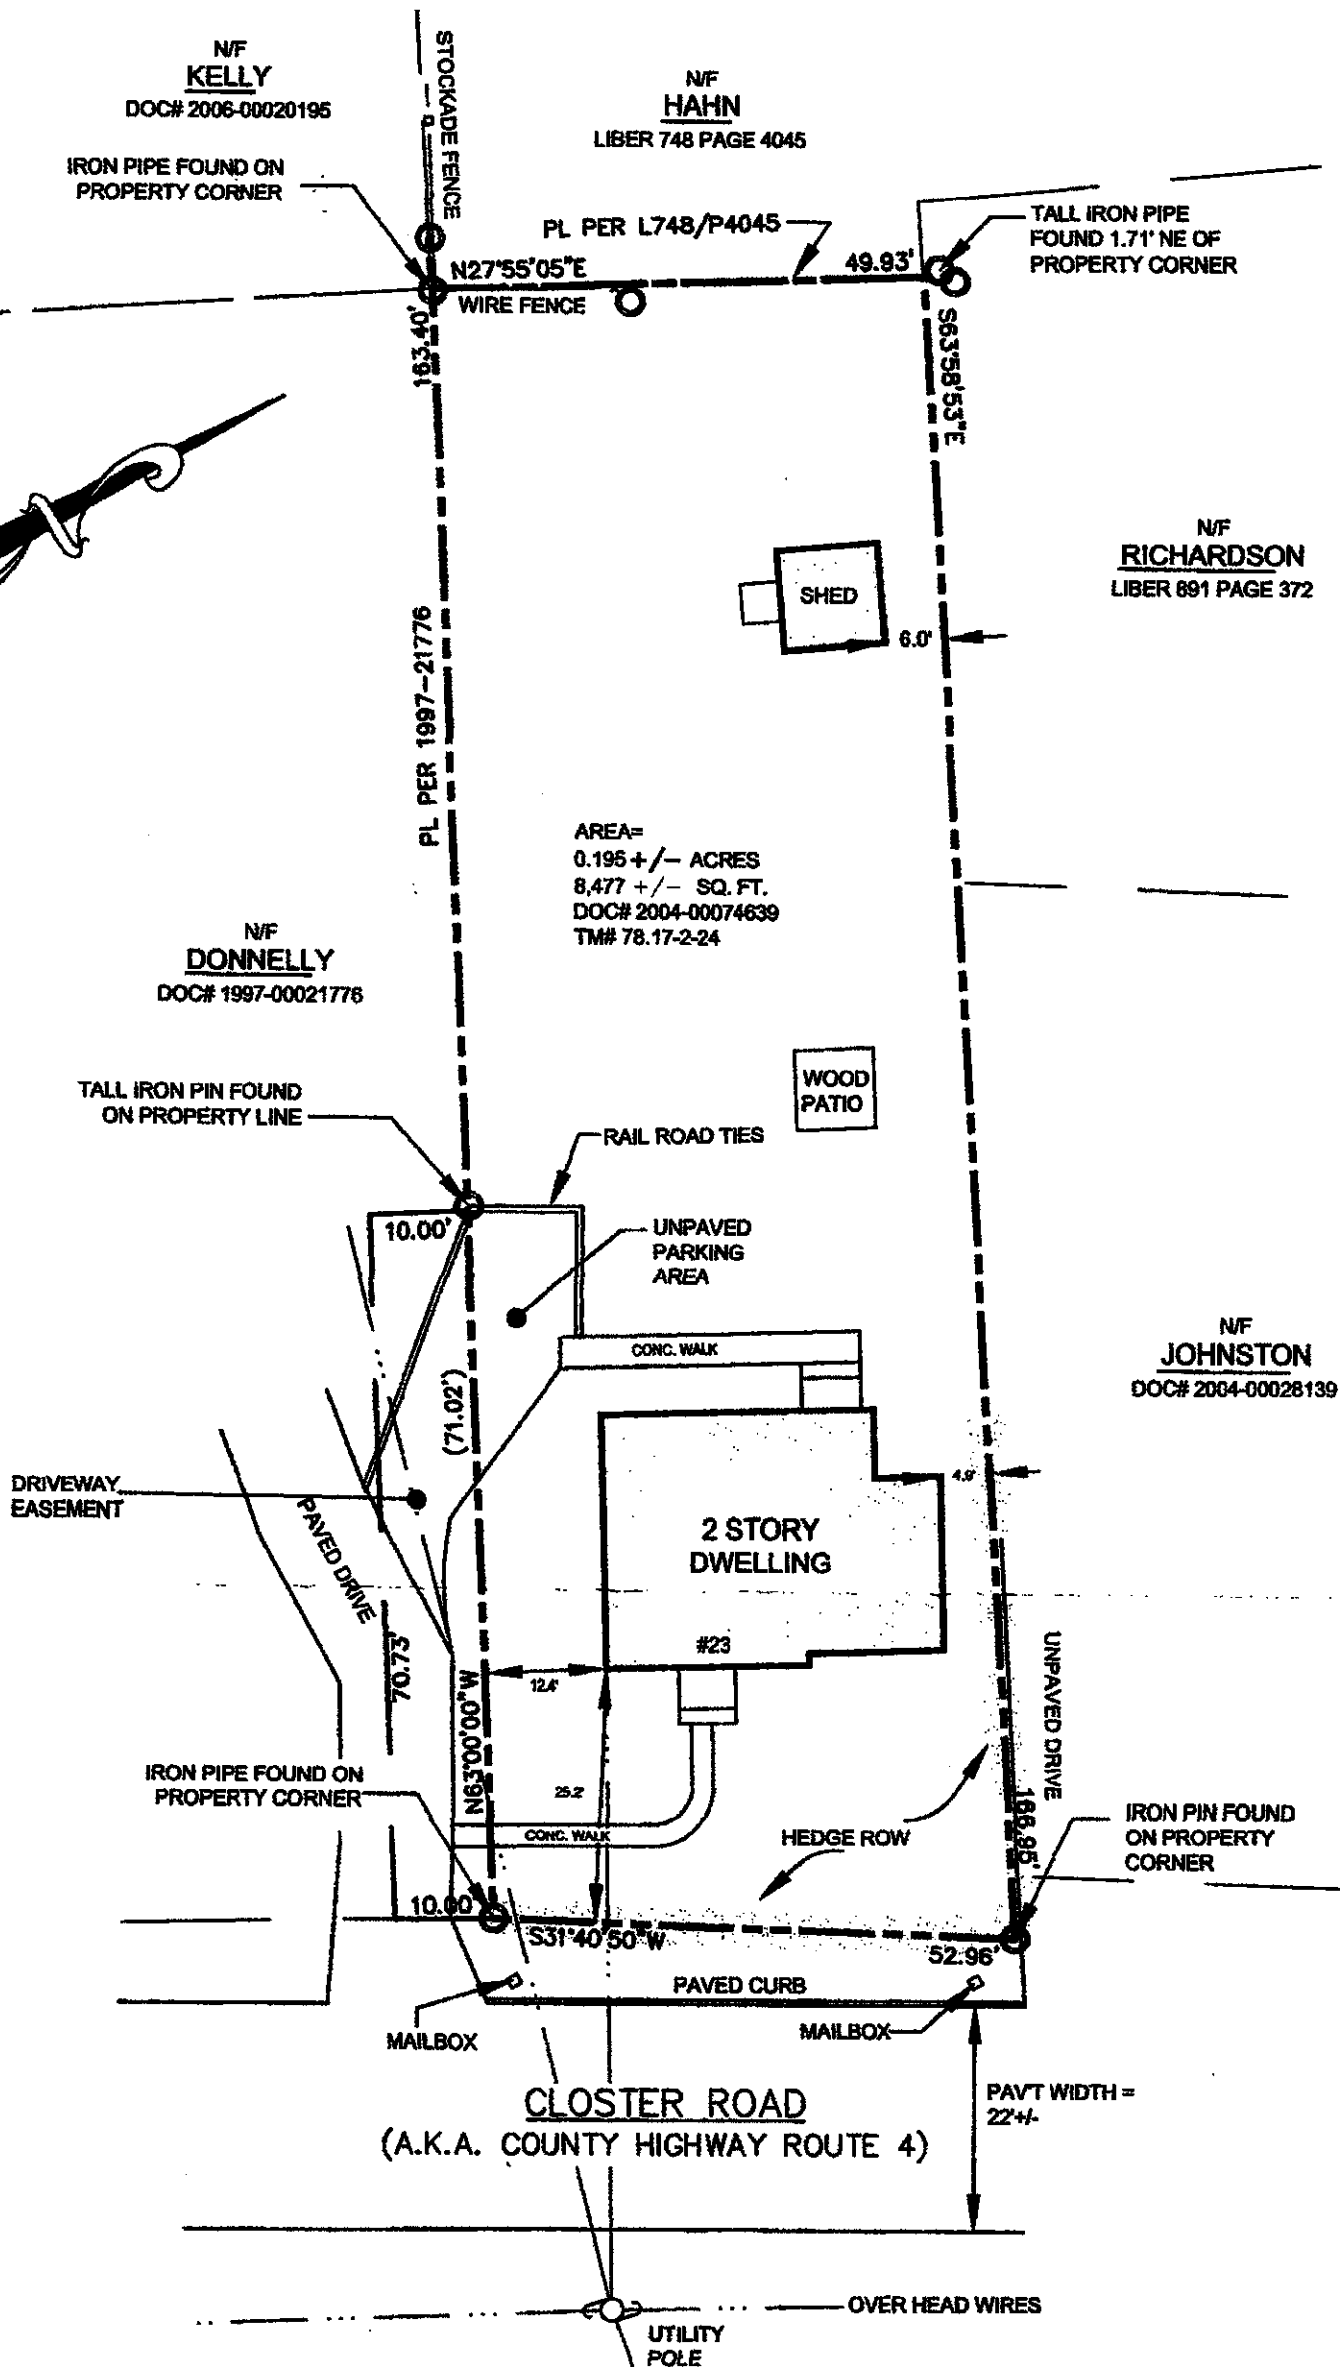 N/F
KELLY
DOC# 2006-00020195
STOCKADE FENCE
N/F
HAHN
LIBER 748 PAGE 4045
IRON PIPE FOUND ON
PROPERTY CORNER
PL PER L748/P4045
TALL IRON PIPE
FOUND 1.71' NE OF
PROPERTY CORNER
N27°55'05"E
49.93'
WIRE FENCE
163.40'
S63°58'53"E
N
N/F
RICHARDSON
LIBER 891 PAGE 372
SHED
6.0'
PL PER 1997-21776
AREA=
0.195 +/- ACRES
8,477 +/- SQ. FT.
DOC# 2004-00074639
TM# 78.17-2-24
N/F
DONNELLY
DOC# 1997-00021776
WOOD
PATIO
TALL IRON PIN FOUND
ON PROPERTY LINE
RAIL ROAD TIES
10.00'
UNPAVED
PARKING
AREA
N/F
JOHNSTON
DOC# 2004-00028139
CONC. WALK
(71.02')
DRIVEWAY
EASEMENT
4.9'
PAVED DRIVE
2 STORY
DWELLING
#23
70.73'
12.4'
N63°00'00"W
UNPAVED DRIVE
IRON PIPE FOUND ON
PROPERTY CORNER
25.2'
166.95'
IRON PIN FOUND
ON PROPERTY
CORNER
CONC. WALK
HEDGE ROW
10.00'
S31°40'50"W
52.96'
PAVED CURB
MAILBOX
MAILBOX
CLOSTER ROAD
(A.K.A. COUNTY HIGHWAY ROUTE 4)
PAV'T WIDTH =
22'+/-
OVER HEAD WIRES
UTILITY
POLE